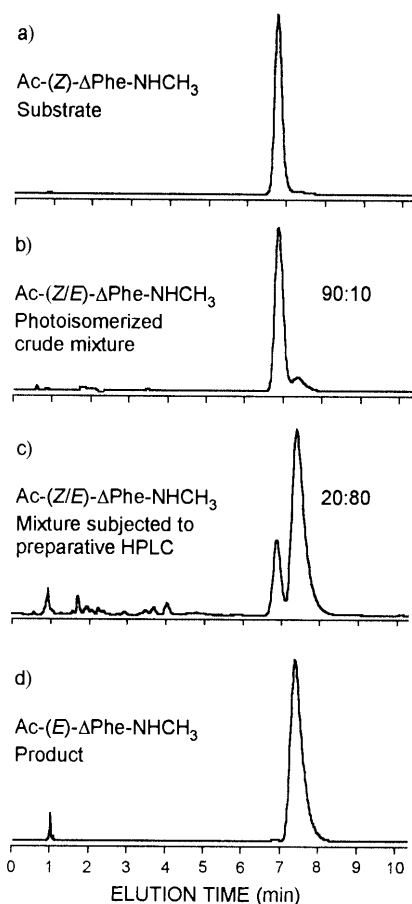 a)
Ac-(Z)-ΔPhe-NHCH₃
Substrate
b)
Ac-(Z/E)-ΔPhe-NHCH₃ 90:10
Photoisomerized
crude mixture
c)
Ac-(Z/E)-ΔPhe-NHCH₃ 20:80
Mixture subjected to
preparative HPLC
d)
Ac-(E)-ΔPhe-NHCH₃
Product
0 1 2 3 4 5 6 7 8 9 10
ELUTION TIME (min)